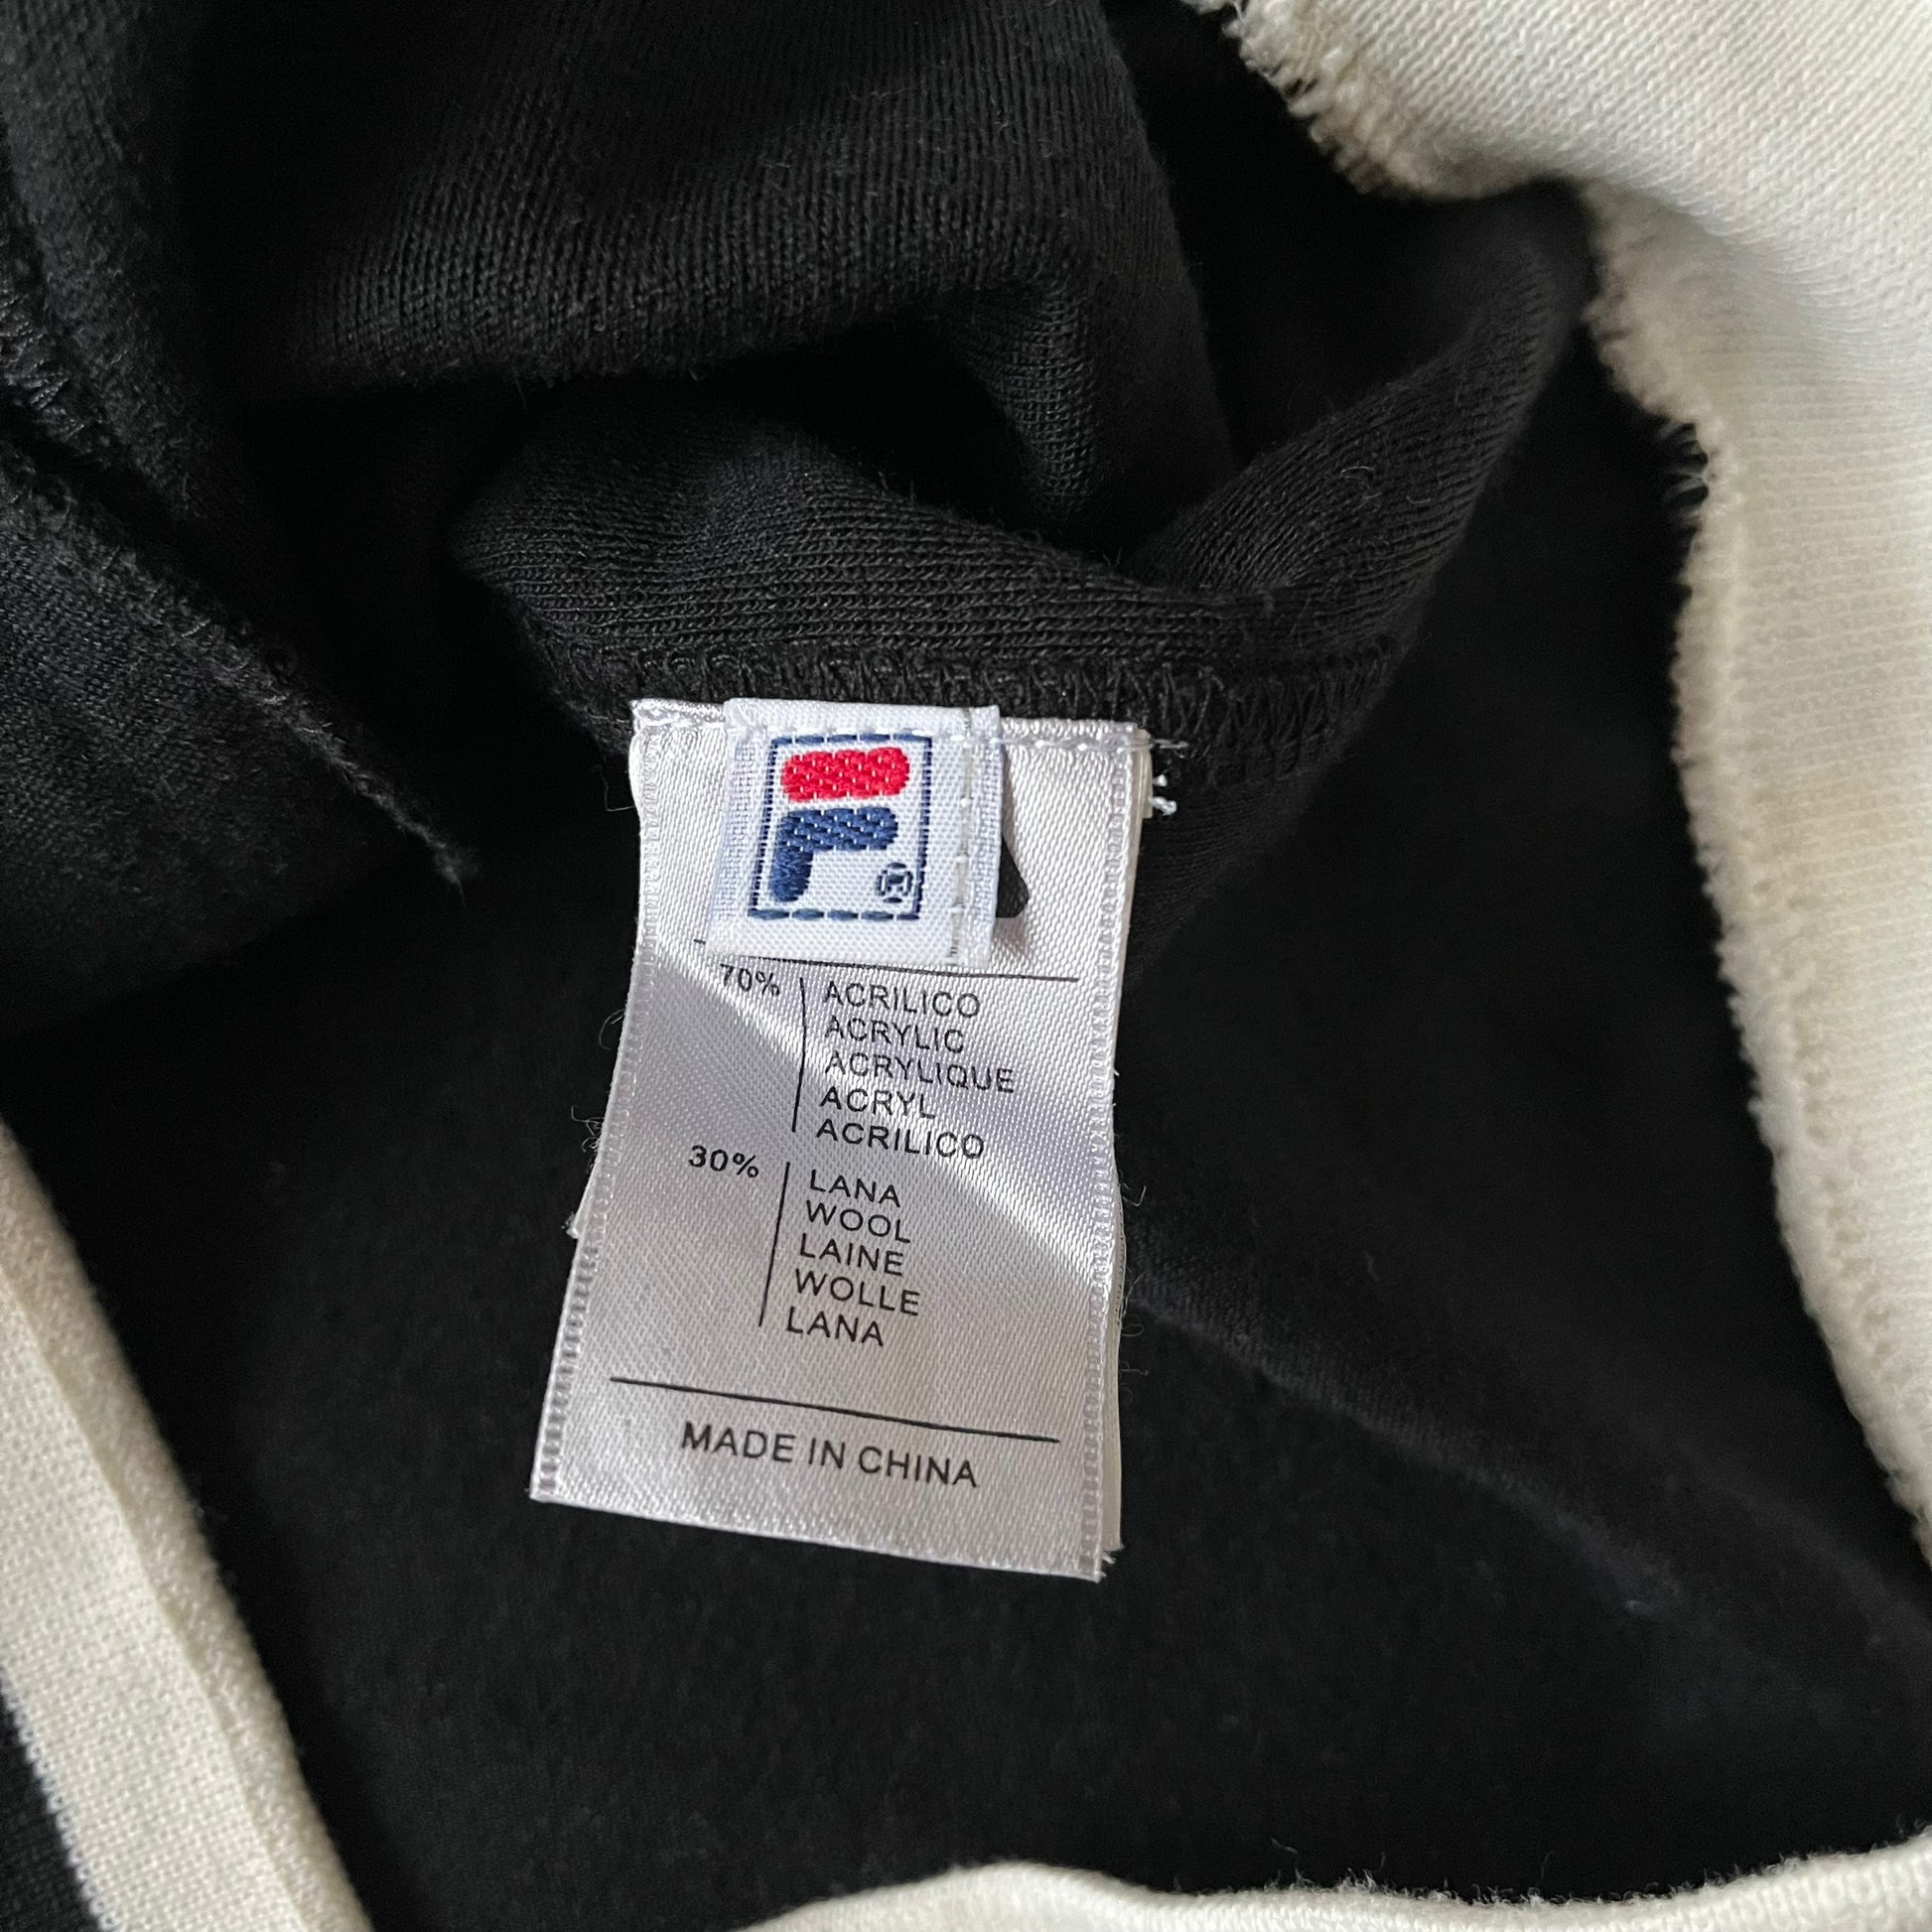 F®
70% ACRILICO
ACRYLIC
ACRYLIQUE
ACRYL
ACRILICO
30% LANA
WOOL
LAINE
WOLLE
LANA
MADE IN CHINA